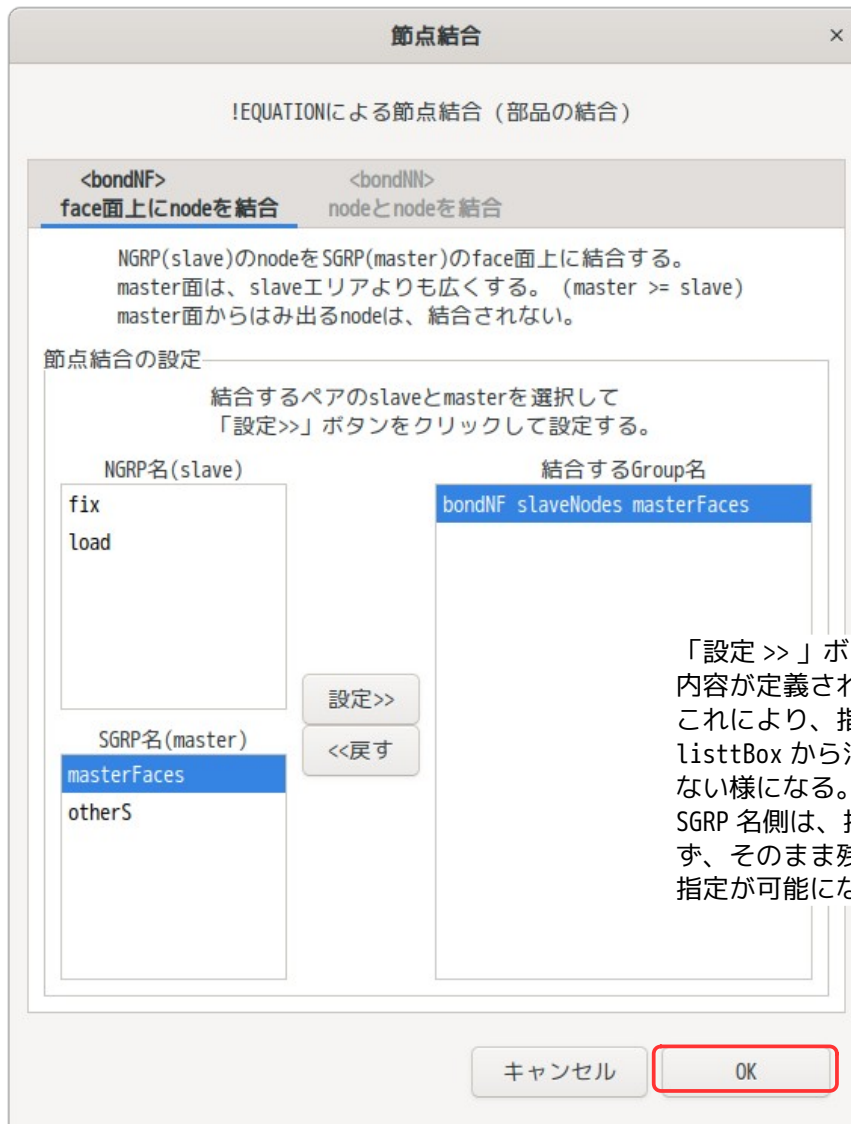 節点結合
×
!EQUATIONによる節点結合（部品の結合）
<bondNF>
face面上にnodeを結合
<bondNN>
nodeとnodeを結合
NGRP(slave)のnodeをSGRP(master)のface面上に結合する。
master面は、slaveエリアよりも広くする。 (master >= slave)
master面からはみ出るnodeは、結合されない。
節点結合の設定
結合するペアのslaveとmasterを選択して
「設定>>」ボタンをクリックして設定する。
NGRP名(slave)
fix
load
SGRP名(master)
masterFaces
otherS
設定>>
<<戻す
結合するGroup名
bondNF slaveNodes masterFaces
「設定 >> 」ボ
内容が定義され
これにより、指
listtBox から
ない様になる。
SGRP 名側は、
ず、そのまま残
指定が可能にな
キャンセル
OK